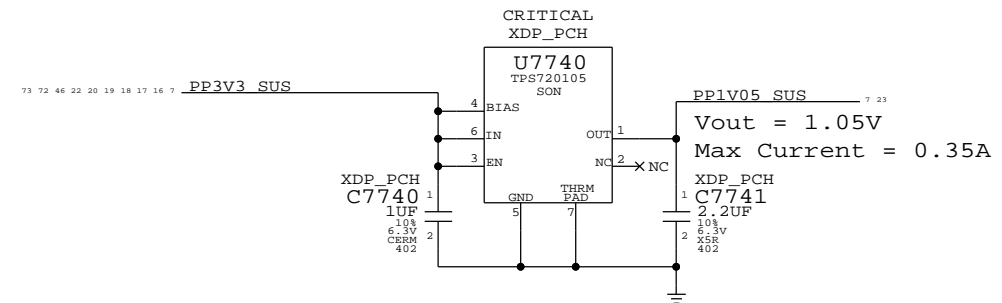 CRITICAL
XDP_PCH
U7740
TPS720105
SON
73 72 46 22 20 19 18 17 16 7 PP3V3_SUS
PP1V05_SUS 7 23
4 BIAS
Vout = 1.05V
6 IN
OUT 1
Max Current = 0.35A
3 EN
NC 2 NC
XDP_PCH
C7740 1
1UF
10%
6.3V
CERM 2
402
GND
5
THRM
PAD
7
XDP_PCH
1 C7741
2.2UF
10%
6.3V
2 X5R
402